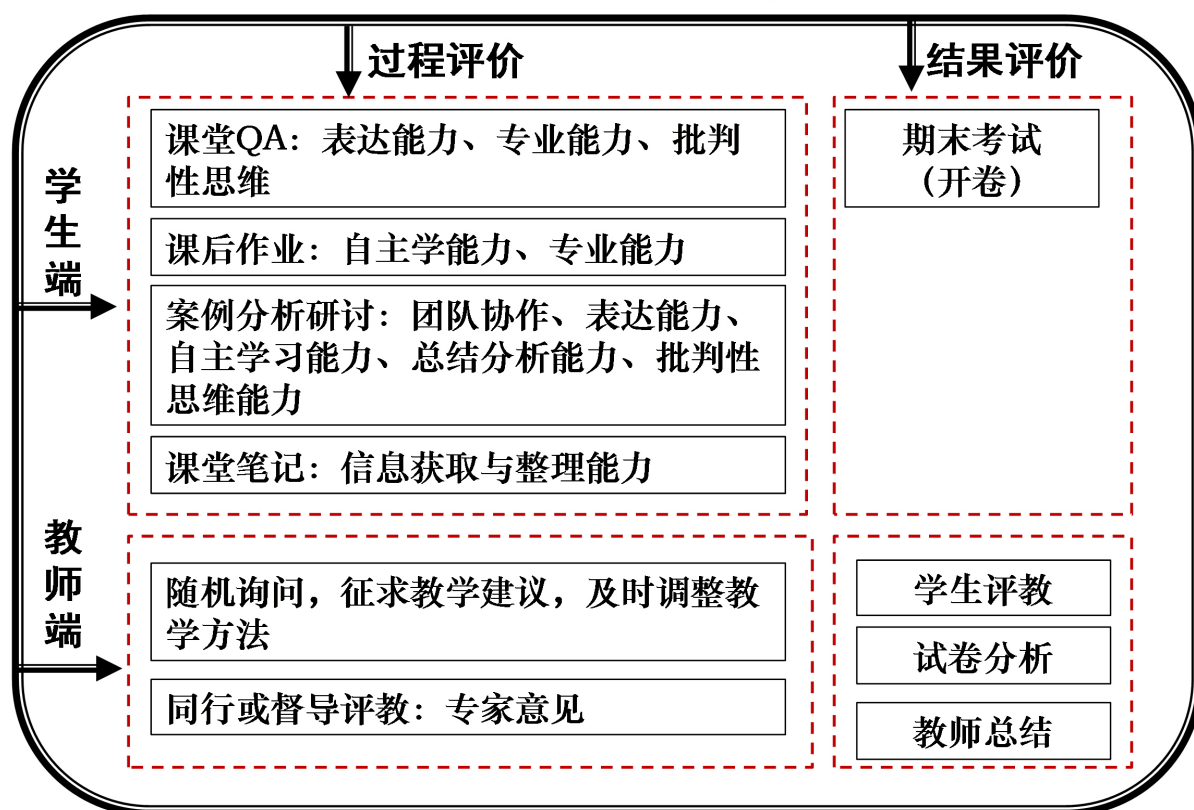 过程评价
结果评价
学生端
课堂QA：表达能力、专业能力、批判
性思维
课后作业：自主学能力、专业能力
案例分析研讨：团队协作、表达能力、
自主学习能力、总结分析能力、批判性
思维能力
课堂笔记：信息获取与整理能力
期末考试
（开卷）
教师端
随机询问，征求教学建议，及时调整教
学方法
同行或督导评教：专家意见
学生评教
试卷分析
教师总结